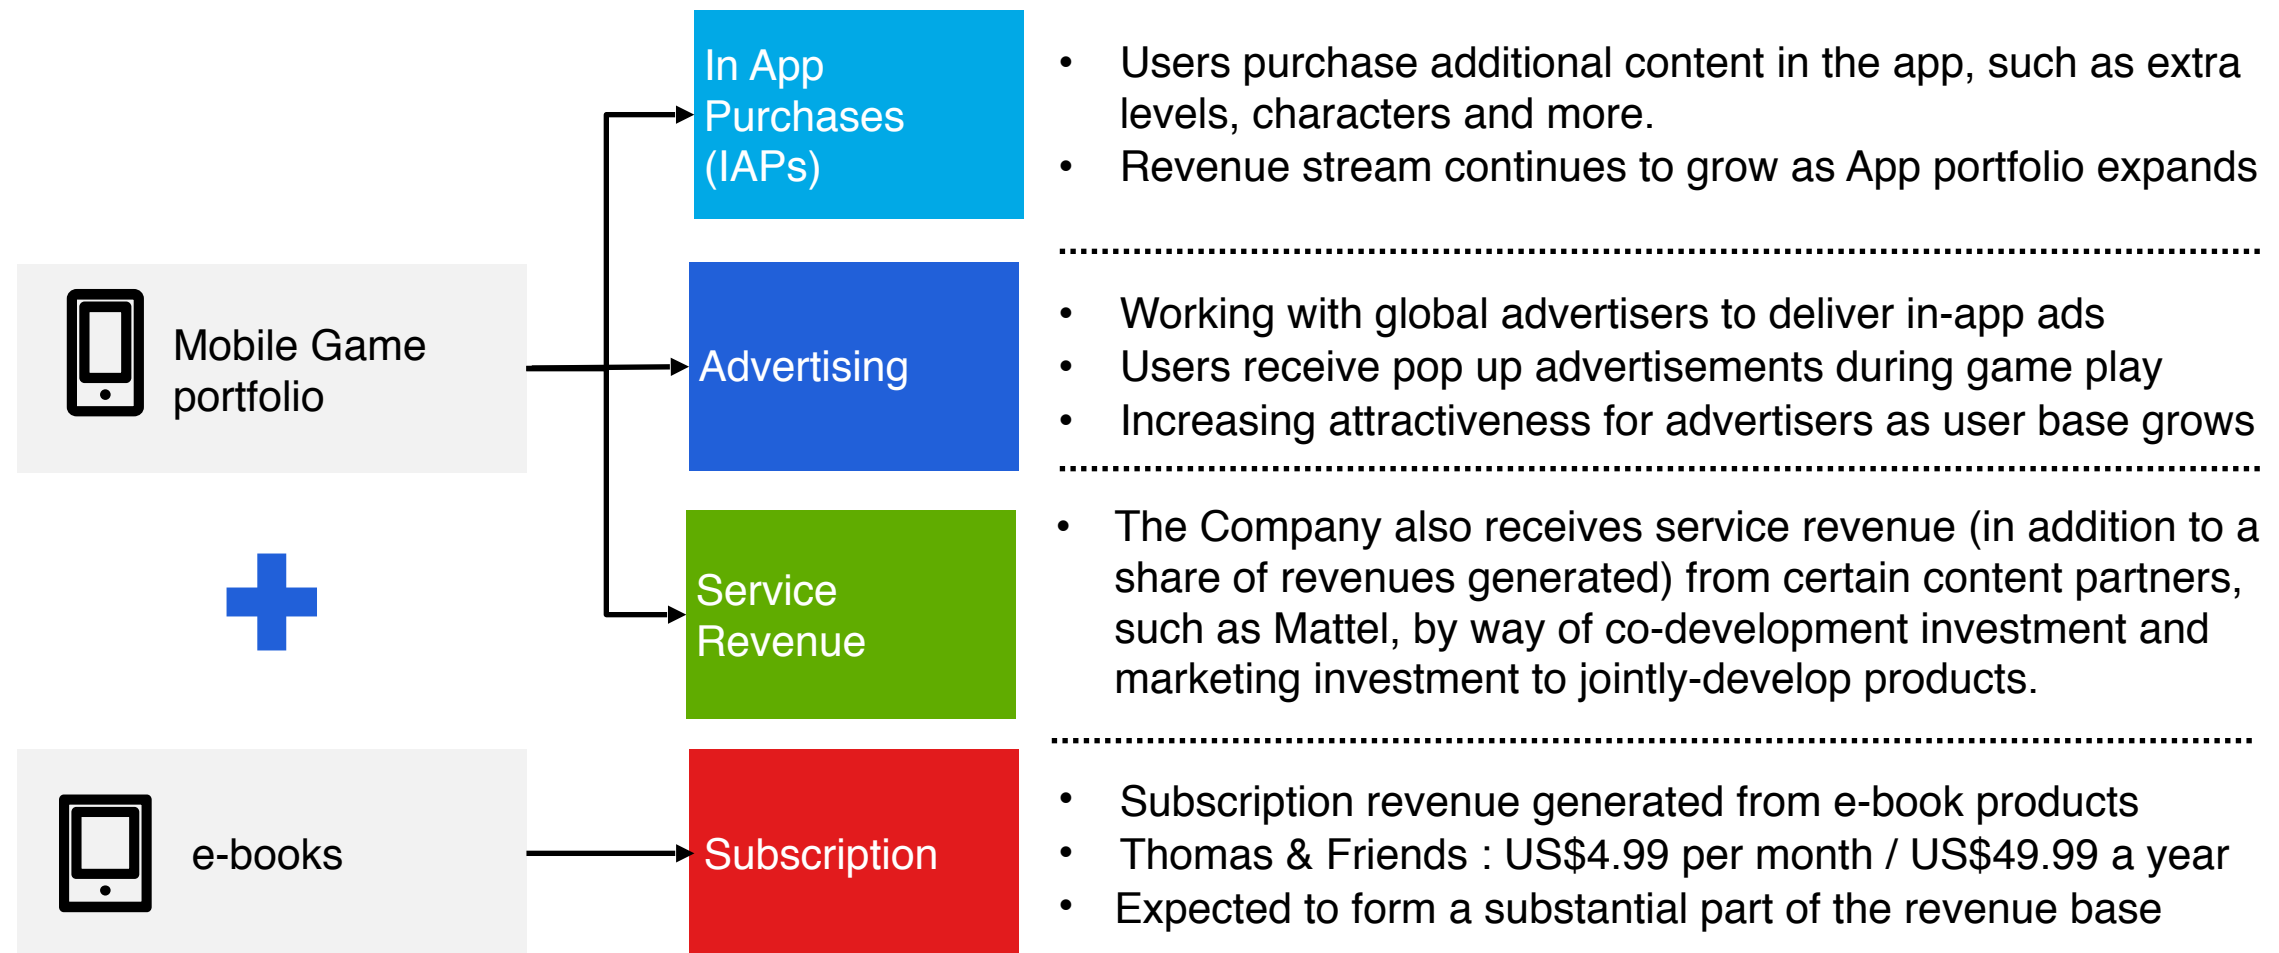 In App
Purchases
(IAPs)
• Users purchase additional content in the app, such as extra
levels, characters and more.
• Revenue stream continues to grow as App portfolio expands
Mobile Game
portfolio
Advertising
• Working with global advertisers to deliver in-app ads
• Users receive pop up advertisements during game play
• Increasing attractiveness for advertisers as user base grows
Service
Revenue
• The Company also receives service revenue (in addition to a
share of revenues generated) from certain content partners,
such as Mattel, by way of co-development investment and
marketing investment to jointly-develop products.
e-books
Subscription
• Subscription revenue generated from e-book products
• Thomas & Friends : US$4.99 per month / US$49.99 a year
• Expected to form a substantial part of the revenue base